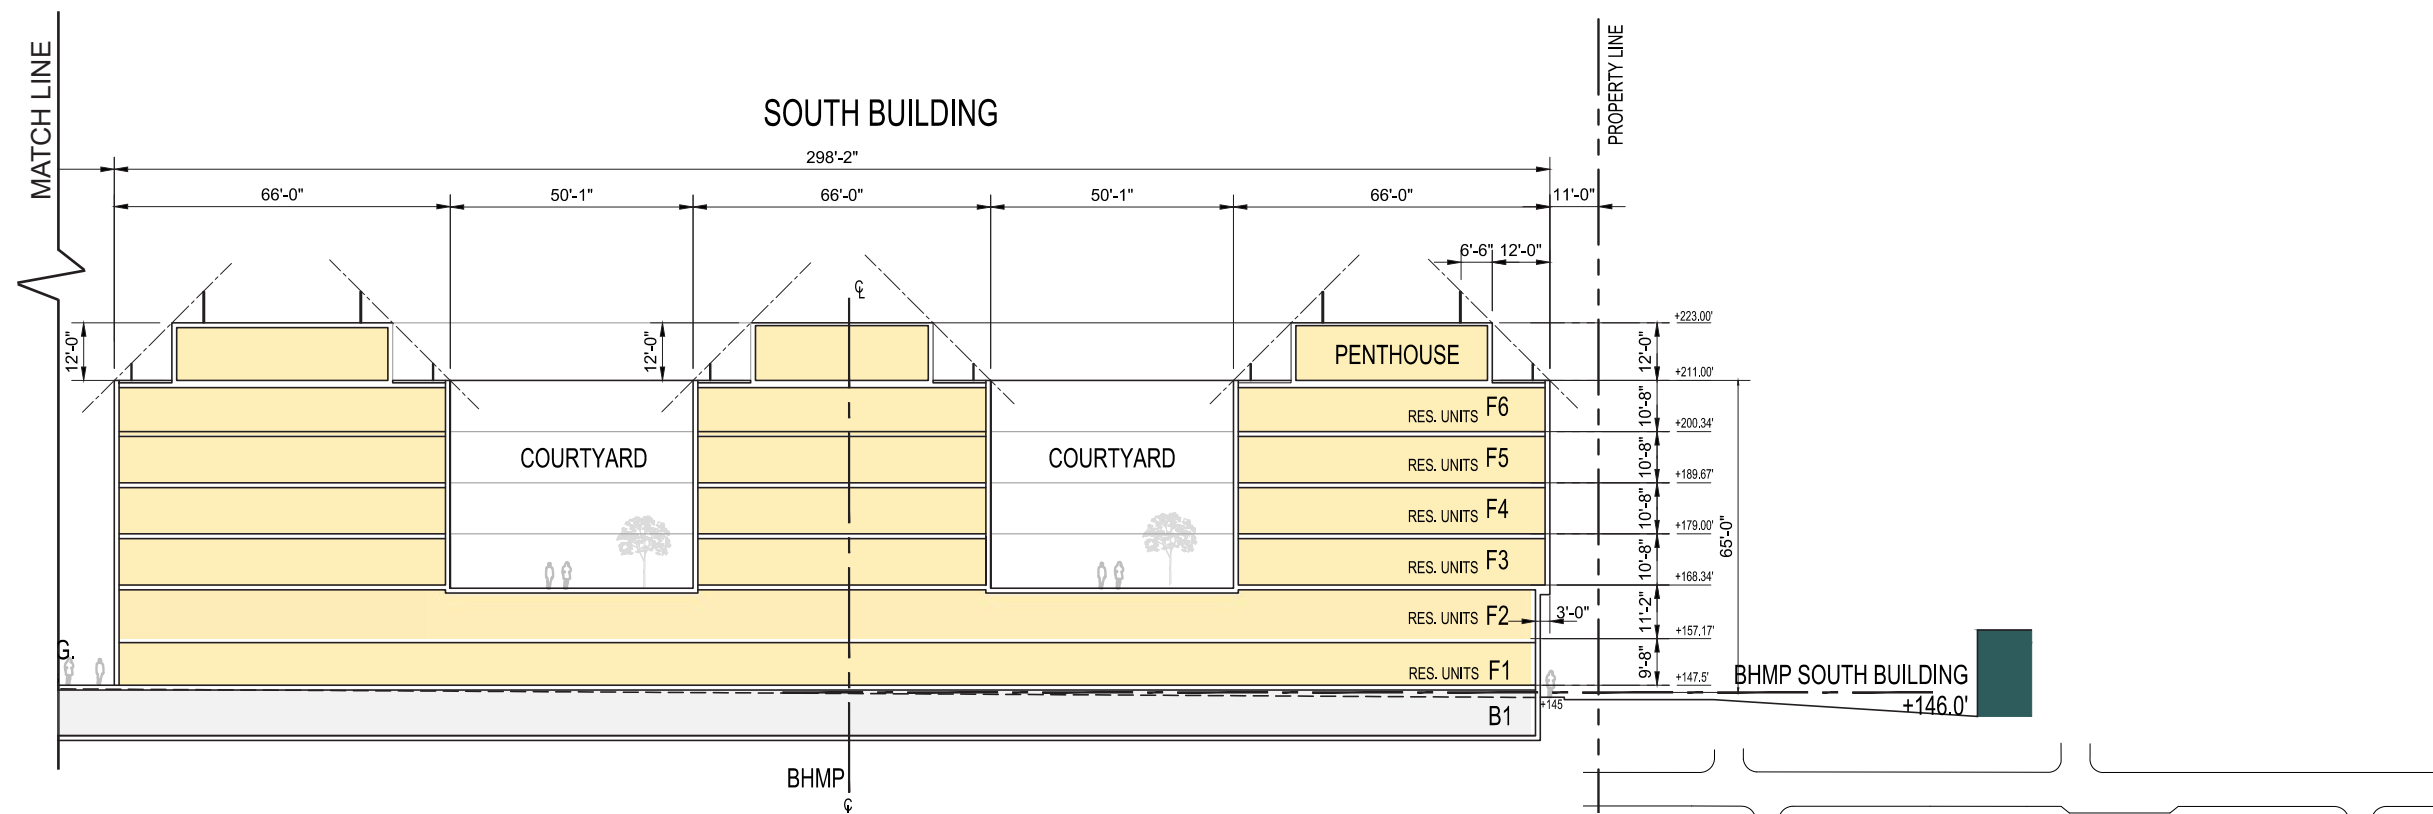 MATCH LINE
PROPERTY LINE
SOUTH BUILDING
298'-2"
66'-0"
50'-1"
66'-0"
50'-1"
66'-0"
11'-0"
6'-6"
12'-0"
℄
12'-0"
12'-0"
PENTHOUSE
12'-0"
+223.00'
+211.00'
RES. UNITS F6
10'-8"
+200.34'
COURTYARD
COURTYARD
RES. UNITS F5
10'-8"
+189.67'
RES. UNITS F4
10'-8"
+179.00'
65'-0"
RES. UNITS F3
10'-8"
+168.34'
RES. UNITS F2
3'-0"
11'-2"
+157.17'
G.
RES. UNITS F1
9'-8"
+147.5'
BHMP SOUTH BUILDING
+146.0'
+145'
B1
BHMP
℄